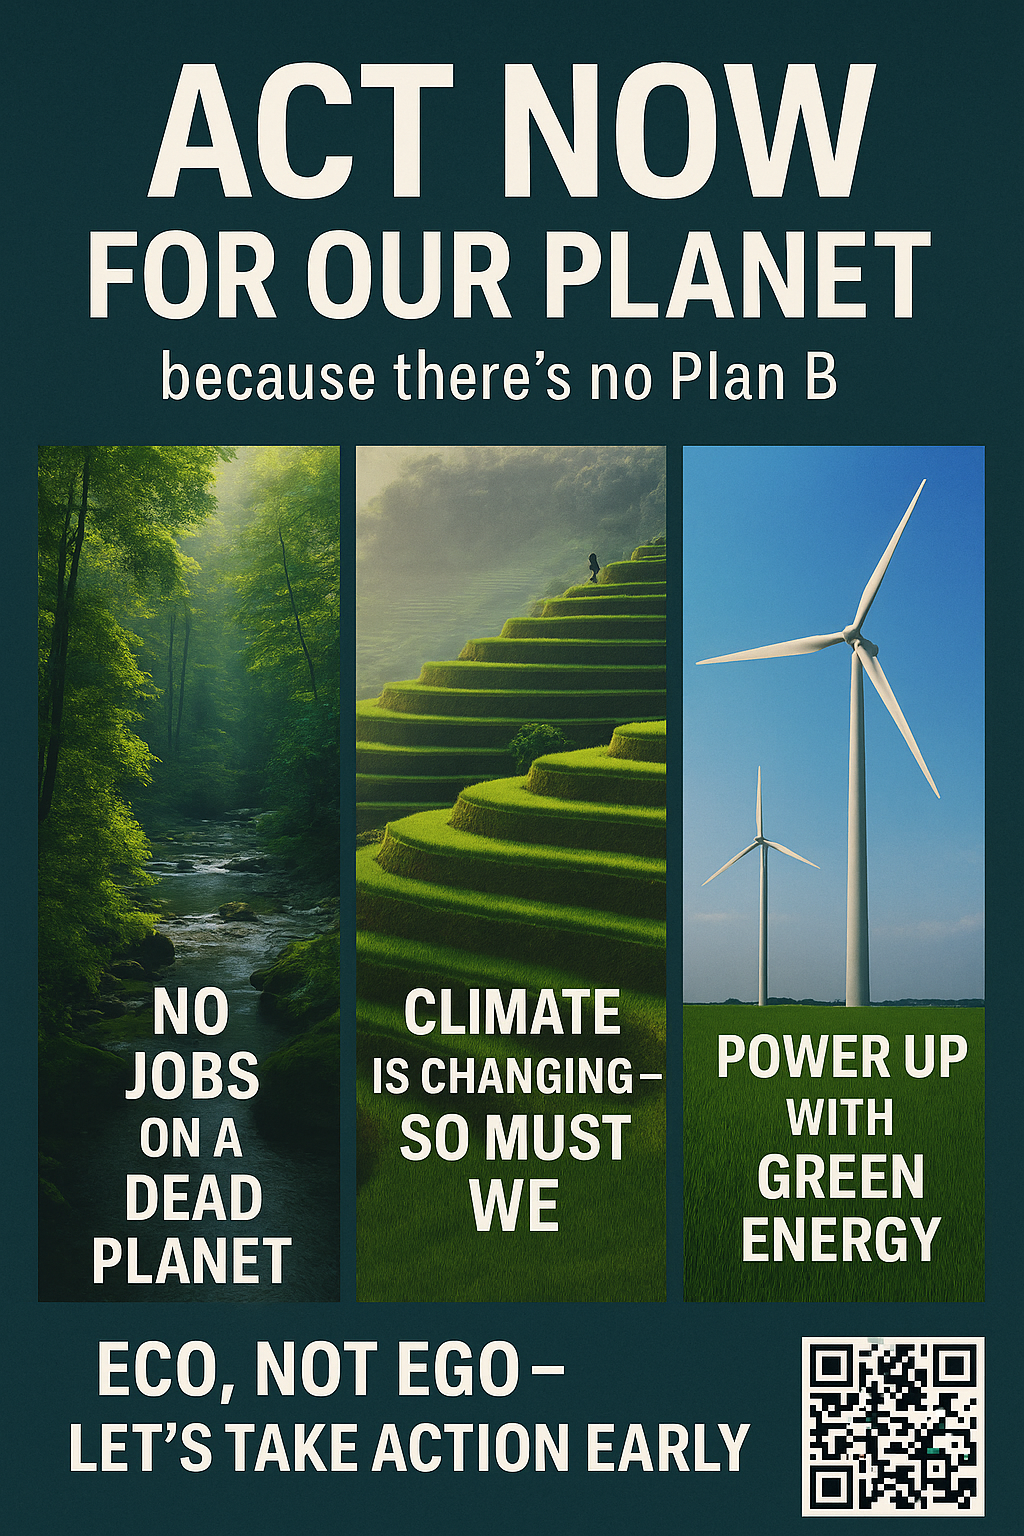 ACT NOW
FOR OUR PLANET
because there's no Plan B
NO
JOBS
ON A
DEAD
PLANET
CLIMATE
IS CHANGING–
SO MUST
WE
POWER UP
WITH
GREEN
ENERGY
ECO, NOT EGO–
LET'S TAKE ACTION EARLY